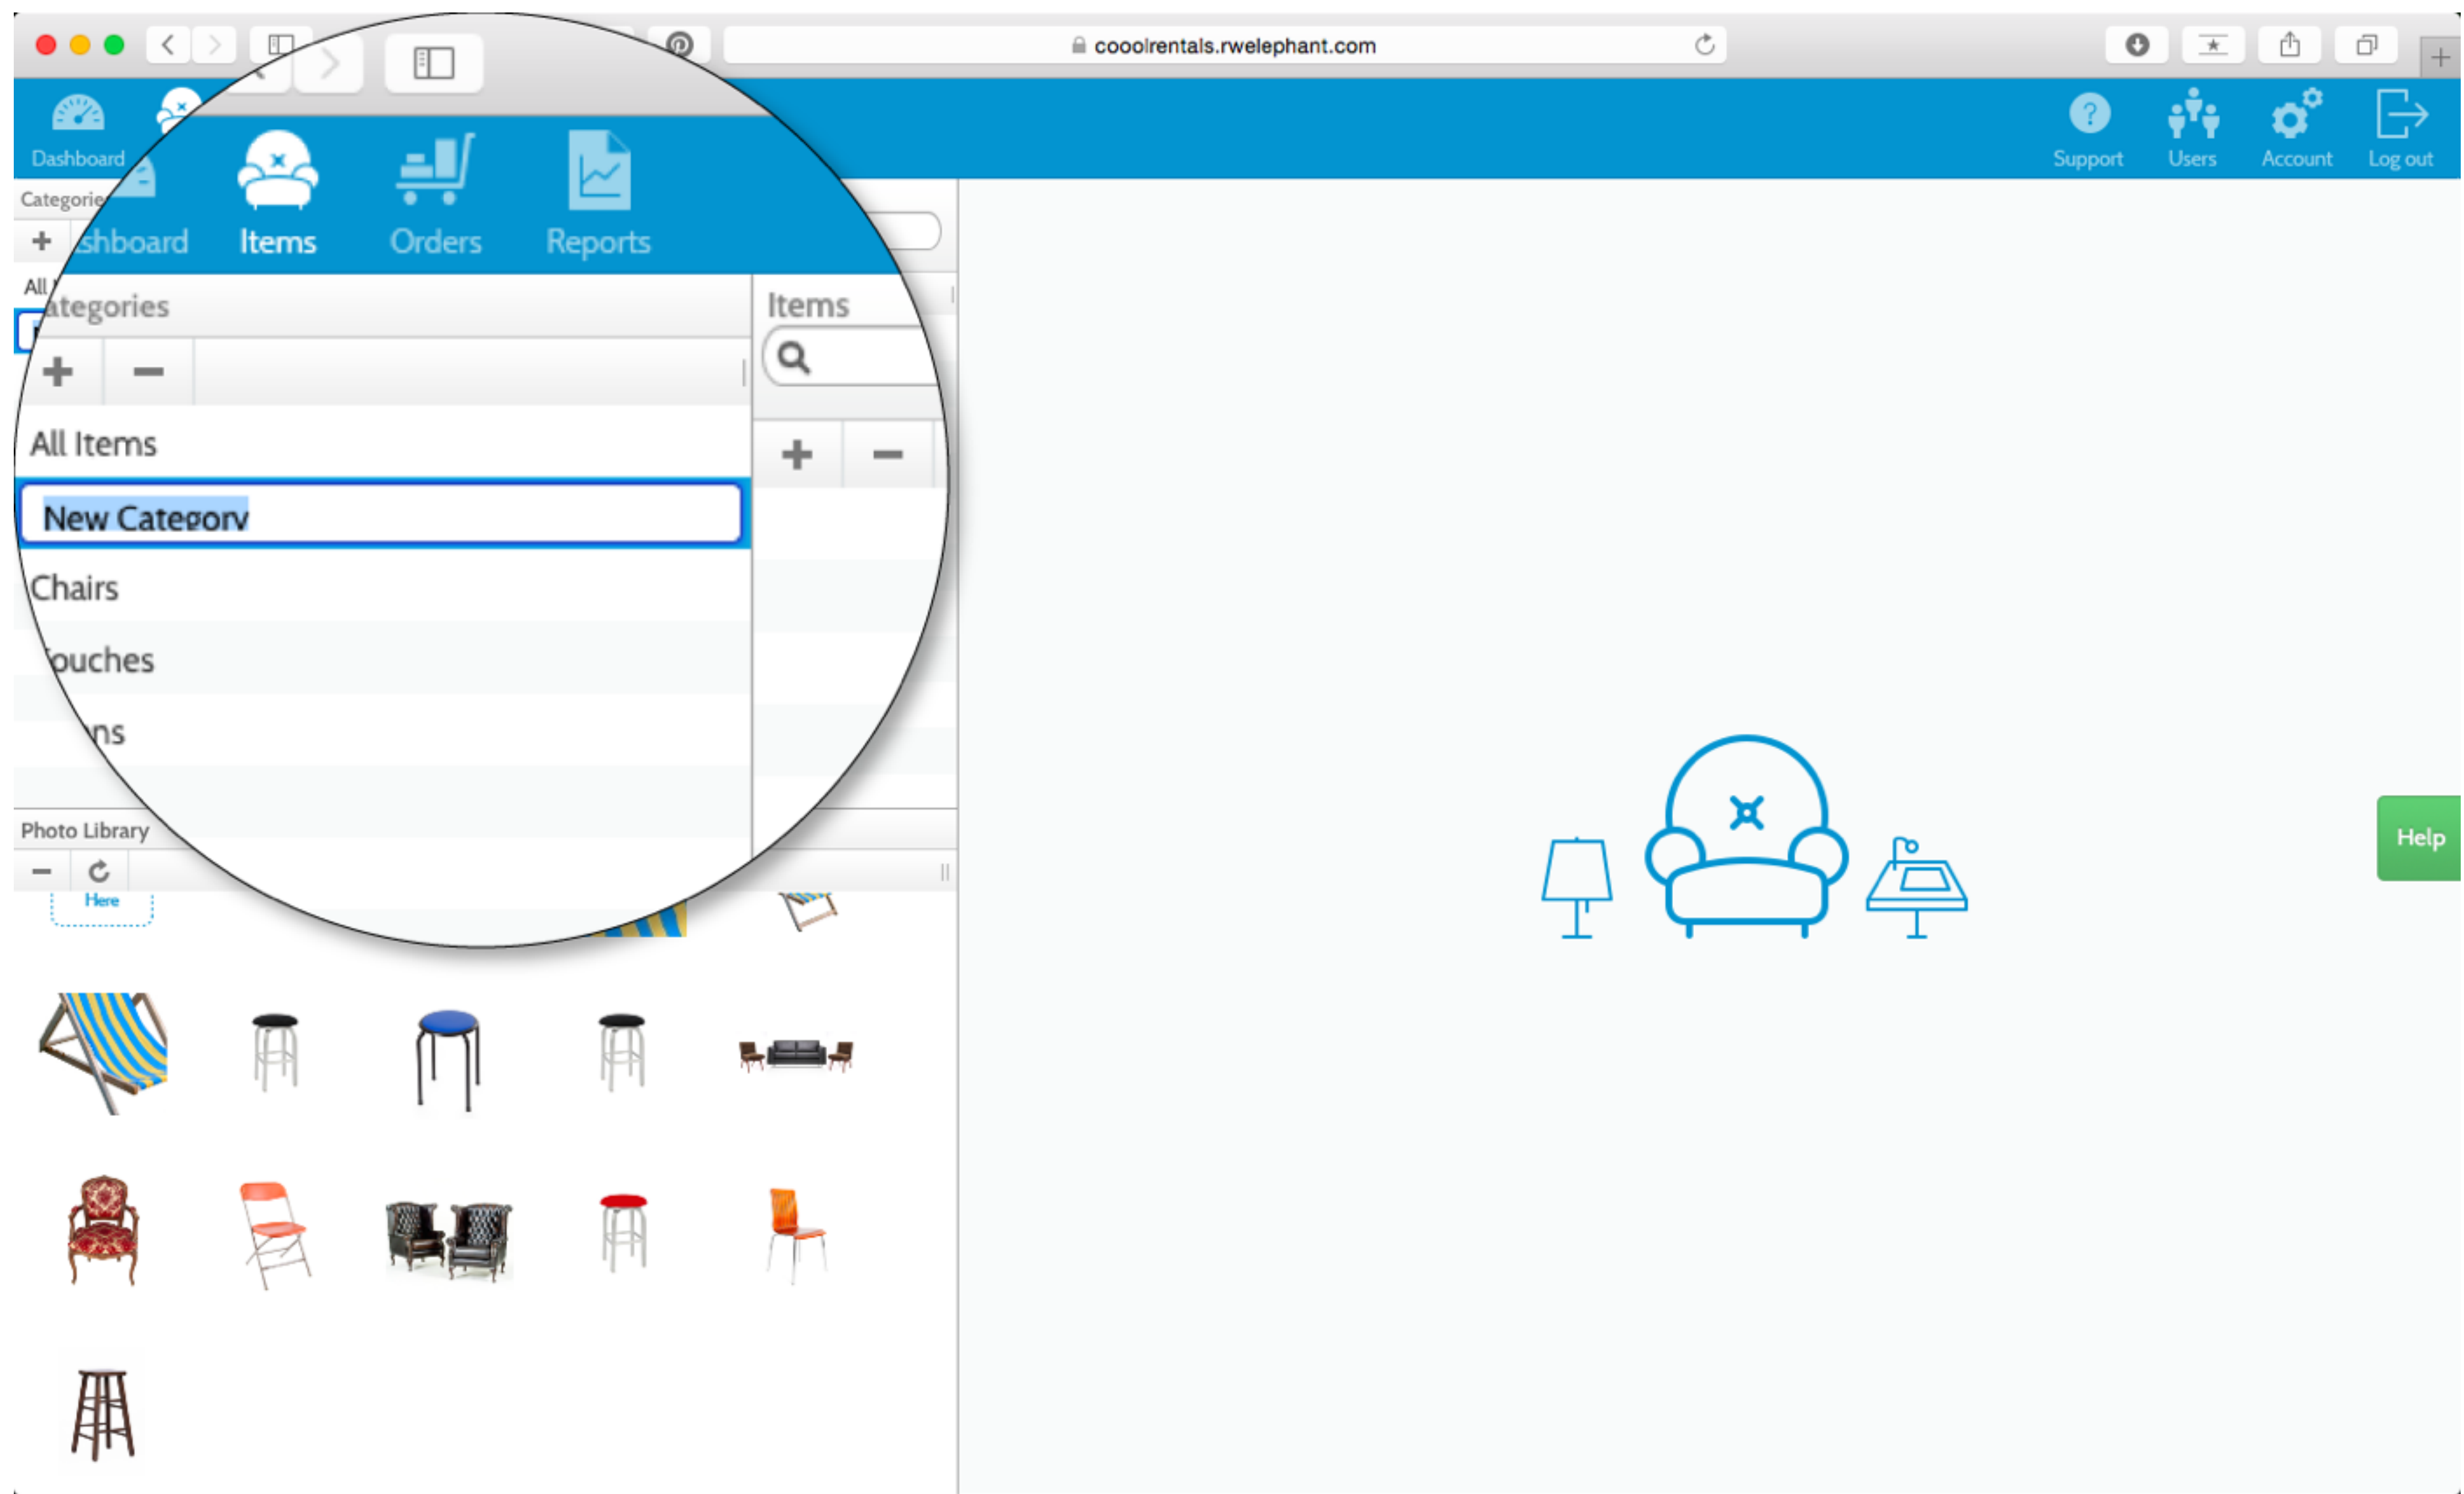 cooolrentals.rwelephant.com
Dashboard
Support Users Account Log out
shboard Items Orders Reports
Categorie
ategories
Items
All
All Items
New Category
Chairs
ouches
ns
Photo Library
Here
Help